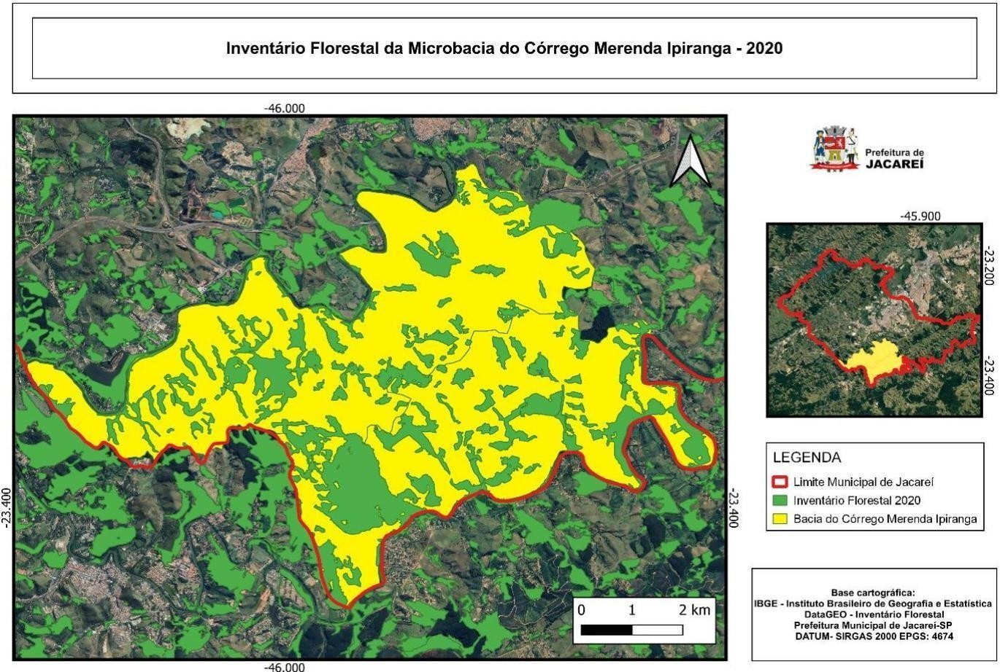 Inventário Florestal da Microbacia do Córrego Merenda Ipiranga - 2020
-46.000
Prefeitura de
JACAREÍ
-45.900
-23.200
-23.400
LEGENDA
Limite Municipal de Jacareí
Inventário Florestal 2020
Bacia do Córrego Merenda Ipiranga
-23.400
-23.400
0 1 2 km
-46.000
Base cartográfica:
IBGE - Instituto Brasileiro de Geografia e Estatística
DataGEO - Inventário Florestal
Prefeitura Municipal de Jacareí-SP
DATUM- SIRGAS 2000 EPGS: 4674